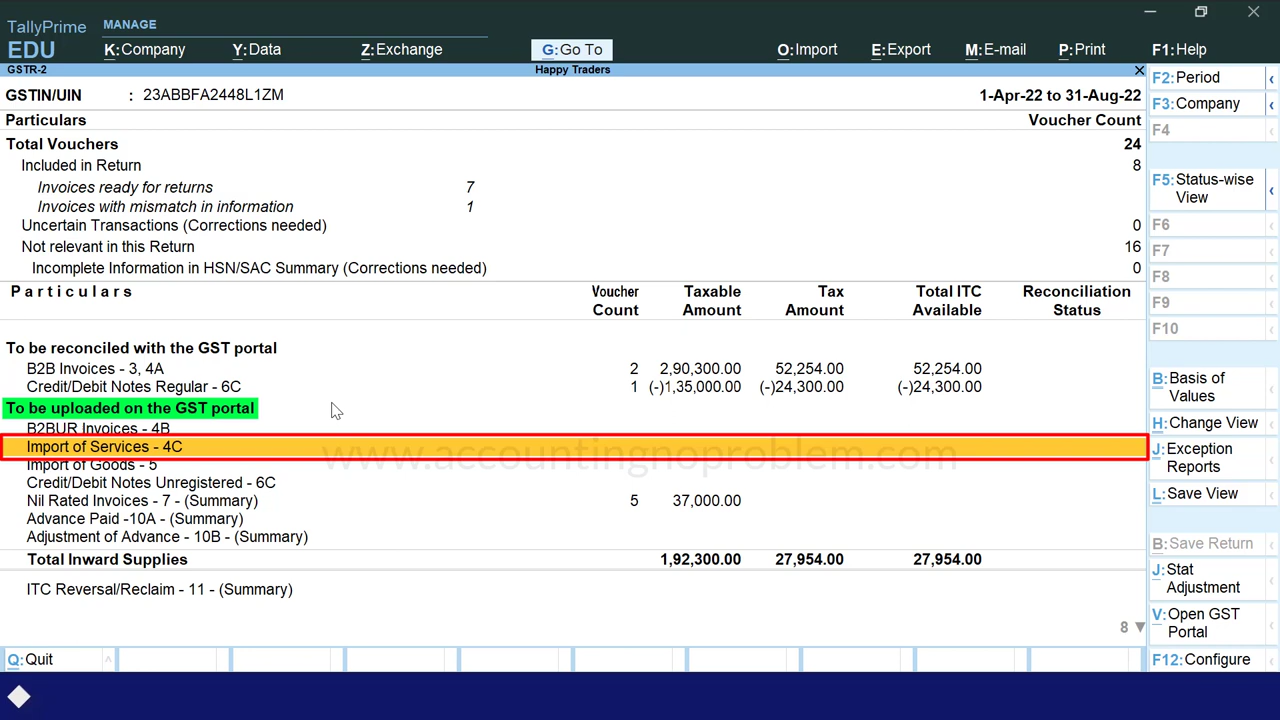 TallyPrime MANAGE
EDU K:Company Y:Data Z:Exchange G:Go To O:Import E:Export M:E-mail P:Print F1:Help
GSTR-2 Happy Traders
GSTIN/UIN : 23ABBFA2448L1ZM 1-Apr-22 to 31-Aug-22
Particulars Voucher Count
Total Vouchers 24
Included in Return 8
Invoices ready for returns 7
Invoices with mismatch in information 1
Uncertain Transactions (Corrections needed) 0
Not relevant in this Return 16
Incomplete Information in HSN/SAC Summary (Corrections needed) 0
Particulars Voucher Count Taxable Amount Tax Amount Total ITC Available Reconciliation Status
To be reconciled with the GST portal
B2B Invoices - 3, 4A 2 2,90,300.00 52,254.00 52,254.00
Credit/Debit Notes Regular - 6C 1 (-)1,35,000.00 (-)24,300.00 (-)24,300.00
To be uploaded on the GST portal
B2BUR Invoices - 4B
Import of Services - 4C
www.accountingnoproblem.com
Import of Goods - 5
Credit/Debit Notes Unregistered - 6C
Nil Rated Invoices - 7 - (Summary) 5 37,000.00
Advance Paid -10A - (Summary)
Adjustment of Advance - 10B - (Summary)
Total Inward Supplies 1,92,300.00 27,954.00 27,954.00
ITC Reversal/Reclaim - 11 - (Summary)
8 ▼
Q:Quit
F2:Period
F3:Company
F4
F5:Status-wise
View
F6
F7
F8
F9
F10
B:Basis of
Values
H:Change View
J:Exception
Reports
L:Save View
B:Save Return
J:Stat
Adjustment
V:Open GST
Portal
F12:Configure